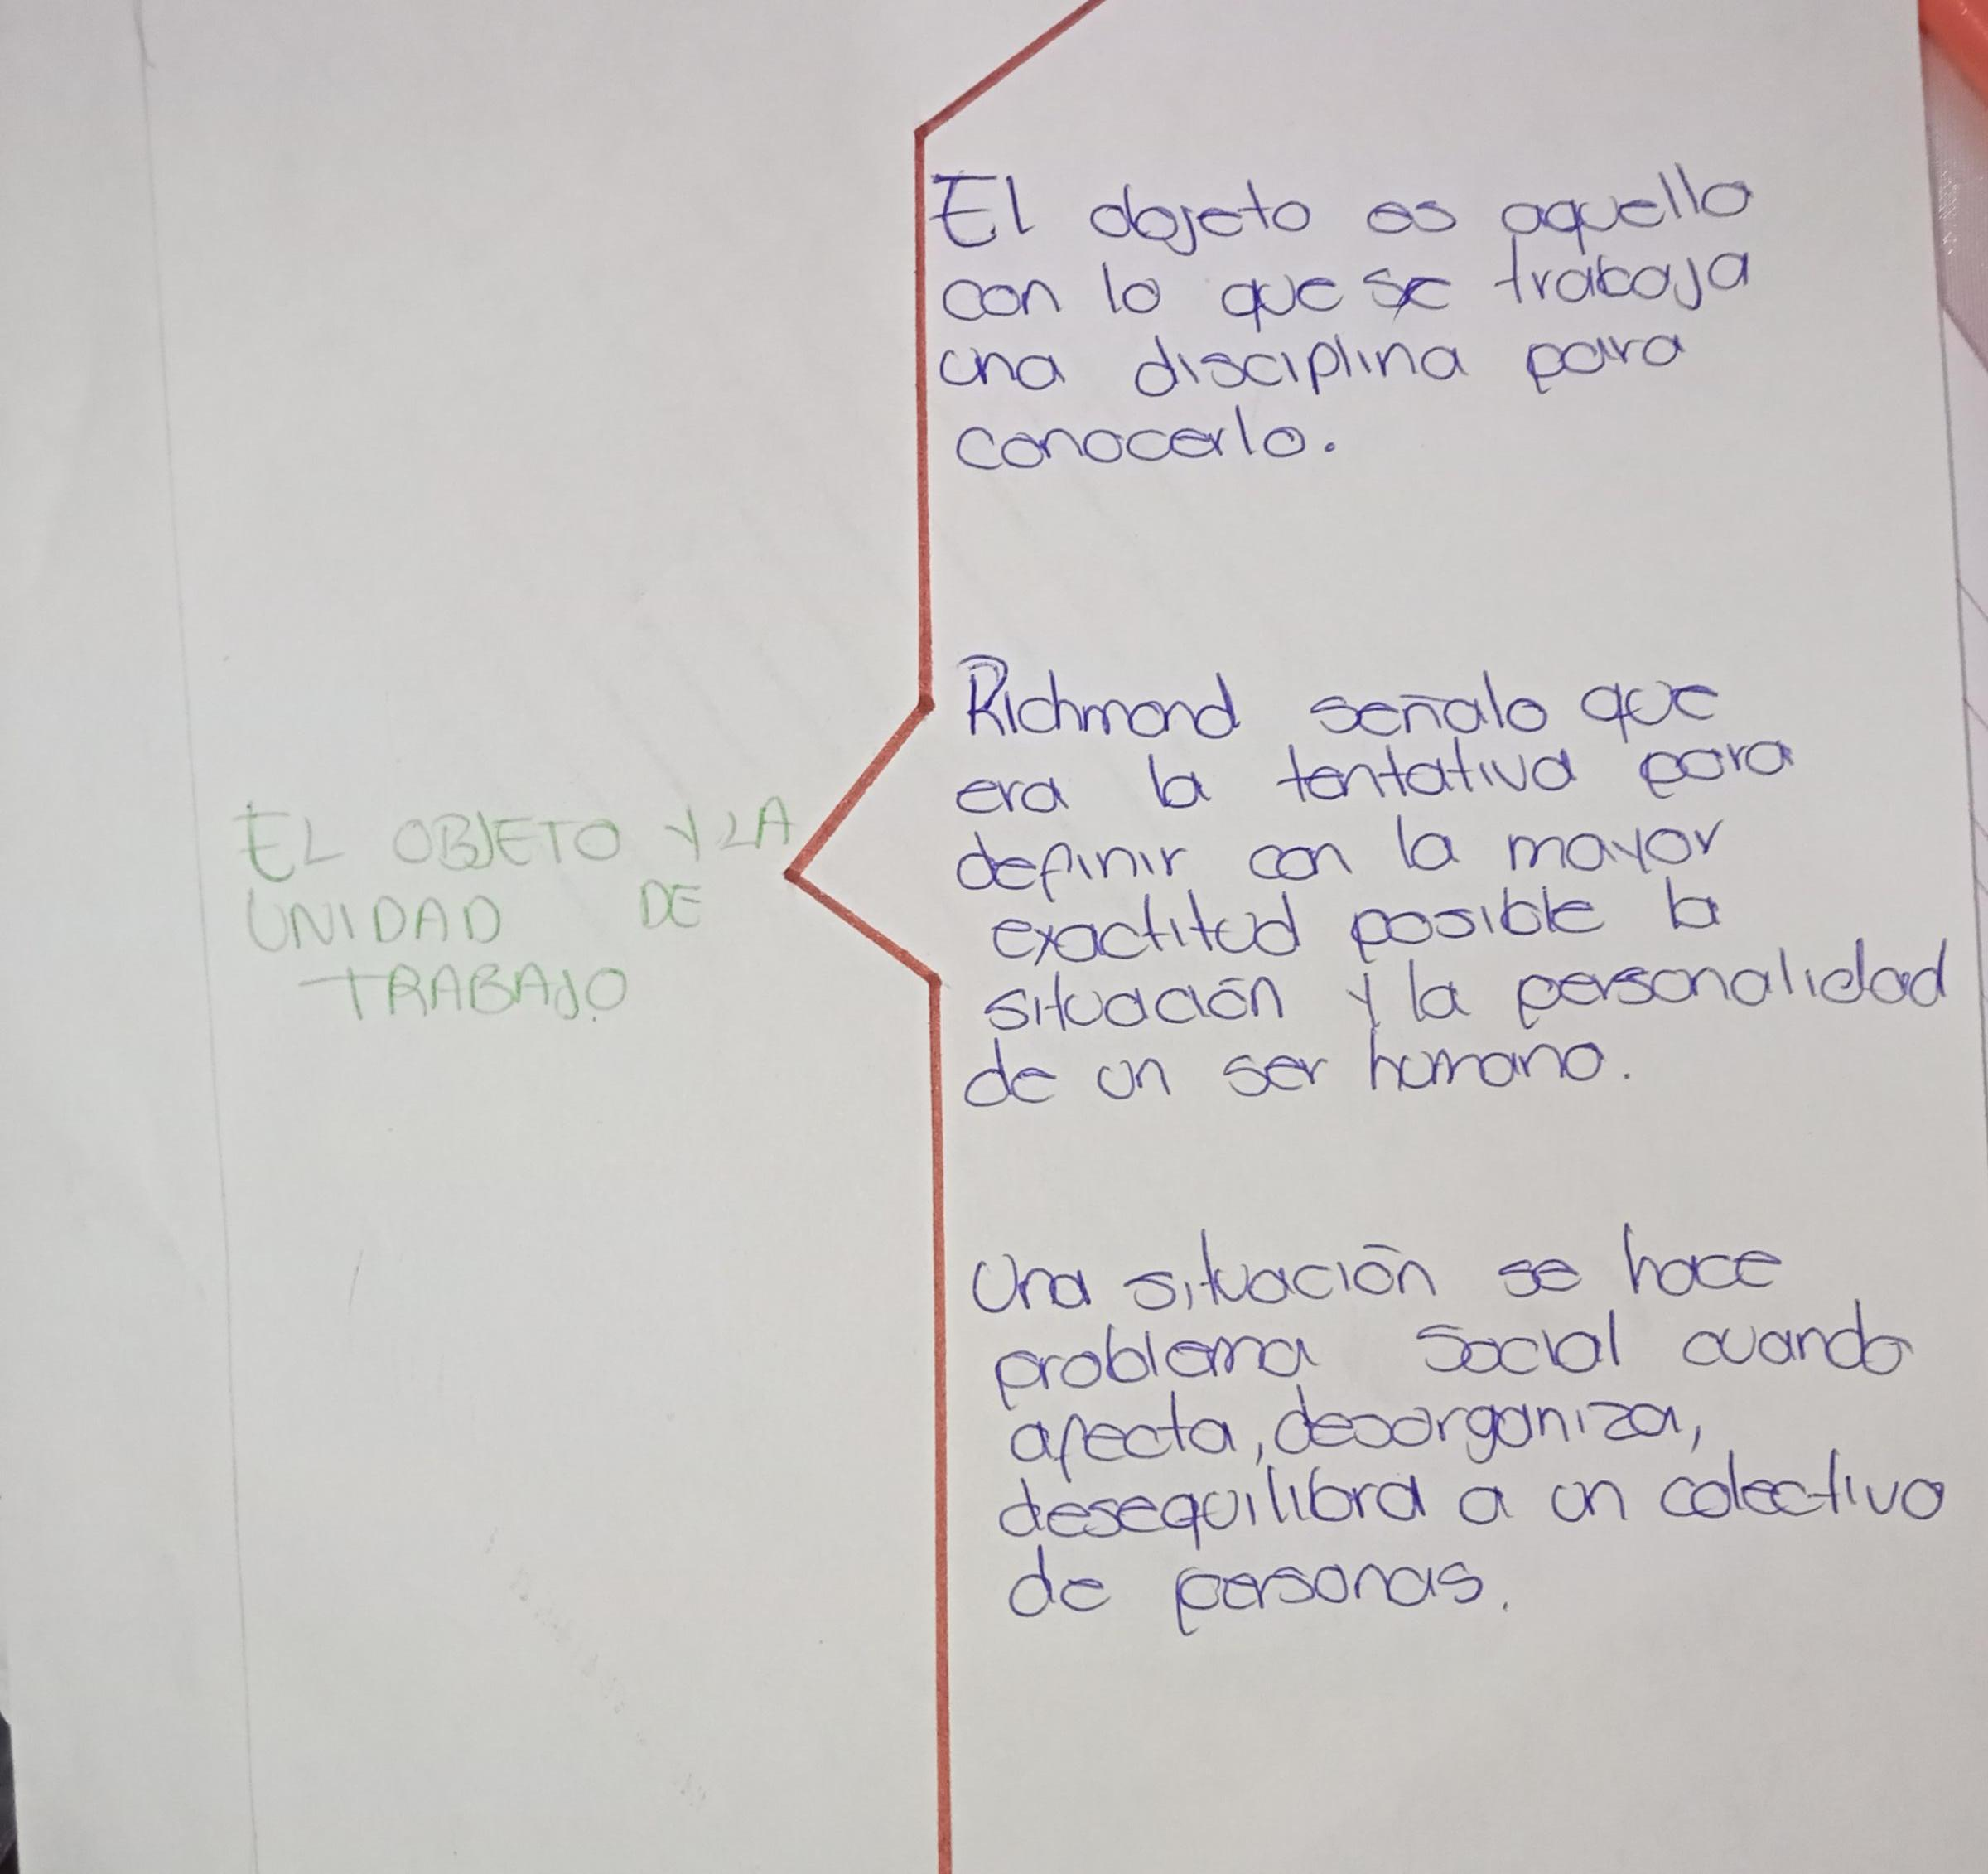 EL OBJETO Y LA
UNIDAD DE
TRABAJO
El objeto es aquello
con lo que se trabaja
una disciplina para
conocerlo.
Richmond señalo que
era la tentativa para
definir con la mayor
exactitud posible la
situación y la personalidad
de un ser humano.
Una situación se hace
problema social cuando
afecta, desorganiza,
desequilibra a un colectivo
de personas.